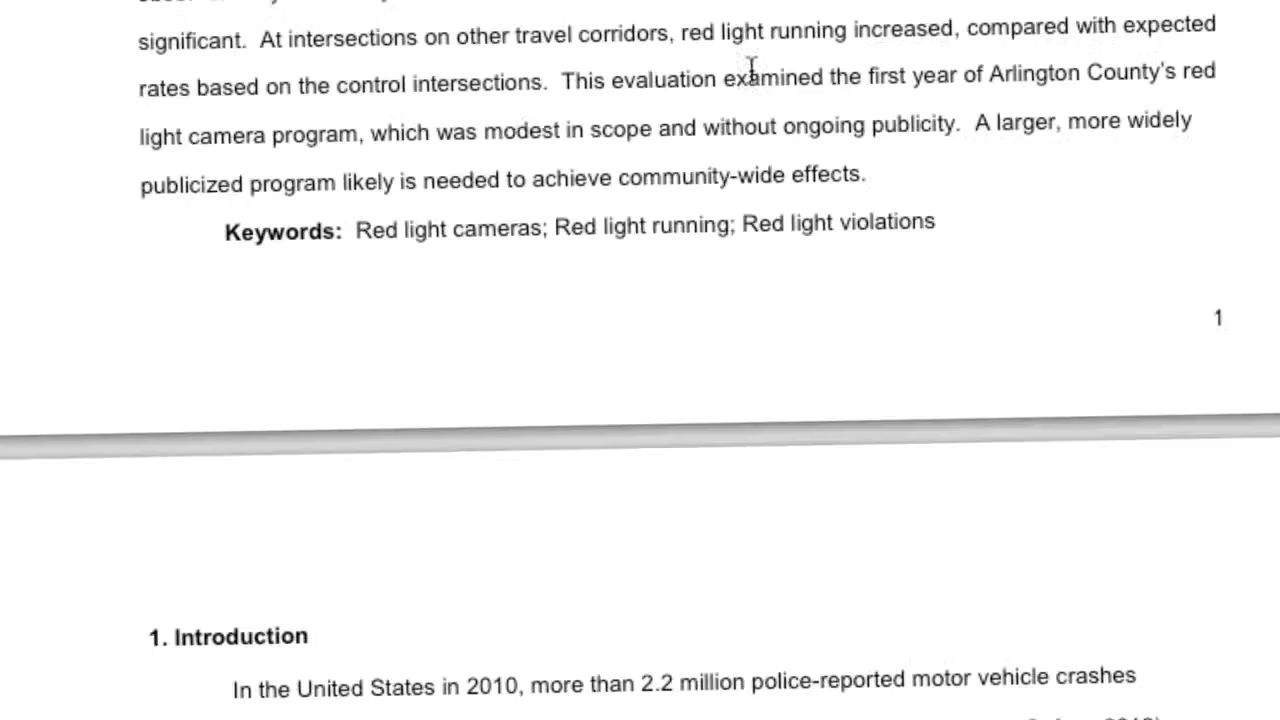 significant. At intersections on other travel corridors, red light running increased, compared with expected
rates based on the control intersections. This evaluation examined the first year of Arlington County's red
light camera program, which was modest in scope and without ongoing publicity. A larger, more widely
publicized program likely is needed to achieve community-wide effects.
Keywords: Red light cameras; Red light running; Red light violations
1
1. Introduction
In the United States in 2010, more than 2.2 million police-reported motor vehicle crashes